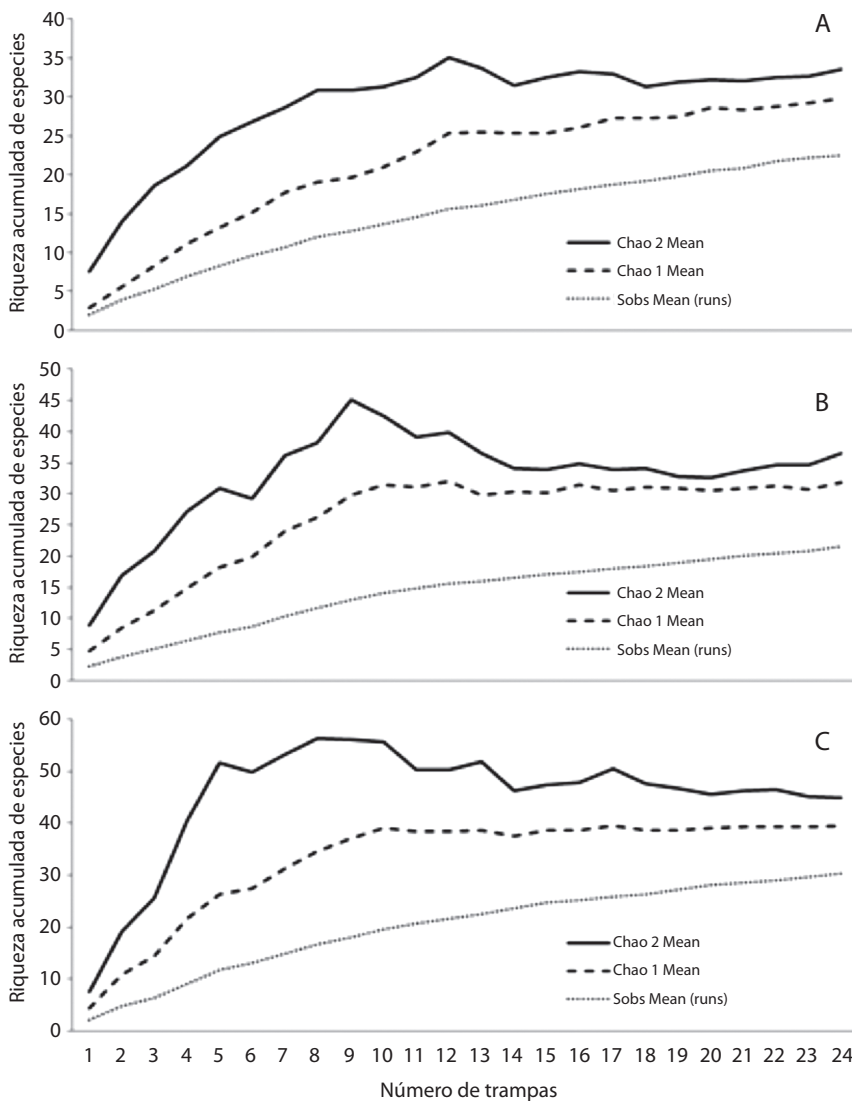 A
Riqueza acumulada de especies
40
35
30
25
20
15
10
5
0
Chao 2 Mean
Chao 1 Mean
Sobs Mean (runs)
B
Riqueza acumulada de especies
50
45
40
35
30
25
20
15
10
5
0
Chao 2 Mean
Chao 1 Mean
Sobs Mean (runs)
C
Riqueza acumulada de especies
60
50
40
30
20
10
0
Chao 2 Mean
Chao 1 Mean
Sobs Mean (runs)
1 2 3 4 5 6 7 8 9 10 11 12 13 14 15 16 17 18 19 20 21 22 23 24
Número de trampas